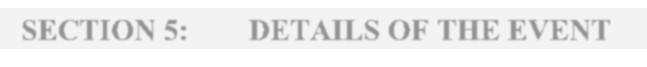 SECTION 5: DETAILS OF THE EVENT